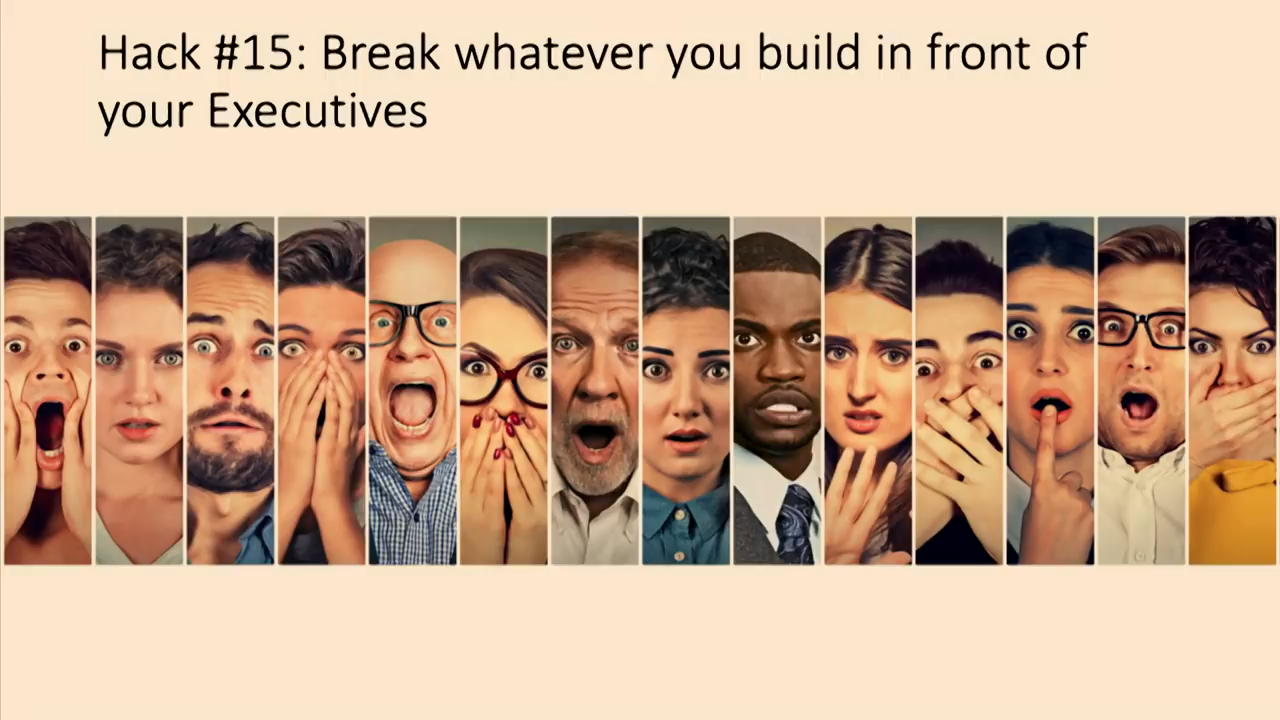 Hack #15: Break whatever you build in front of
your Executives